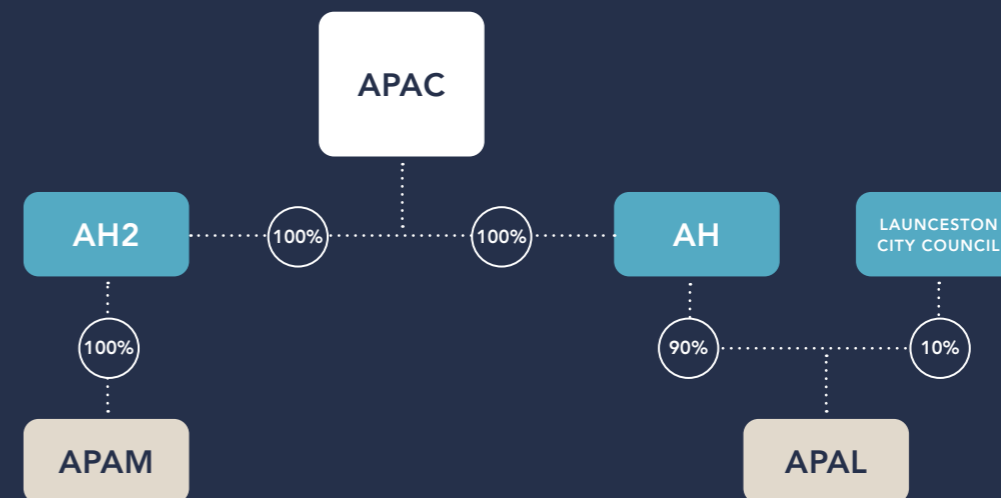 APAC
AH2
100%
100%
AH
LAUNCESTON
CITY COUNCIL
100%
90%
10%
APAM
APAL